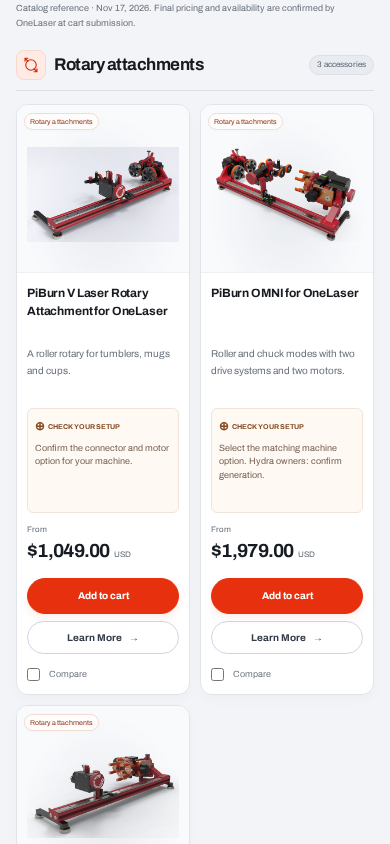 Catalog reference · Nov 17, 2026. Final pricing and availability are confirmed by
OneLaser at cart submission.
Rotary attachments
3 accessories
Rotary attachments
PiBurn V Laser Rotary
Attachment for OneLaser
A roller rotary for tumblers, mugs
and cups.
CHECK YOUR SETUP
Confirm the connector and motor
option for your machine.
From
$1,049.00 USD
Add to cart
Learn More →
Compare
Rotary attachments
PiBurn OMNI for OneLaser
Roller and chuck modes with two
drive systems and two motors.
CHECK YOUR SETUP
Select the matching machine
option. Hydra owners: confirm
generation.
From
$1,979.00 USD
Add to cart
Learn More →
Compare
Rotary attachments